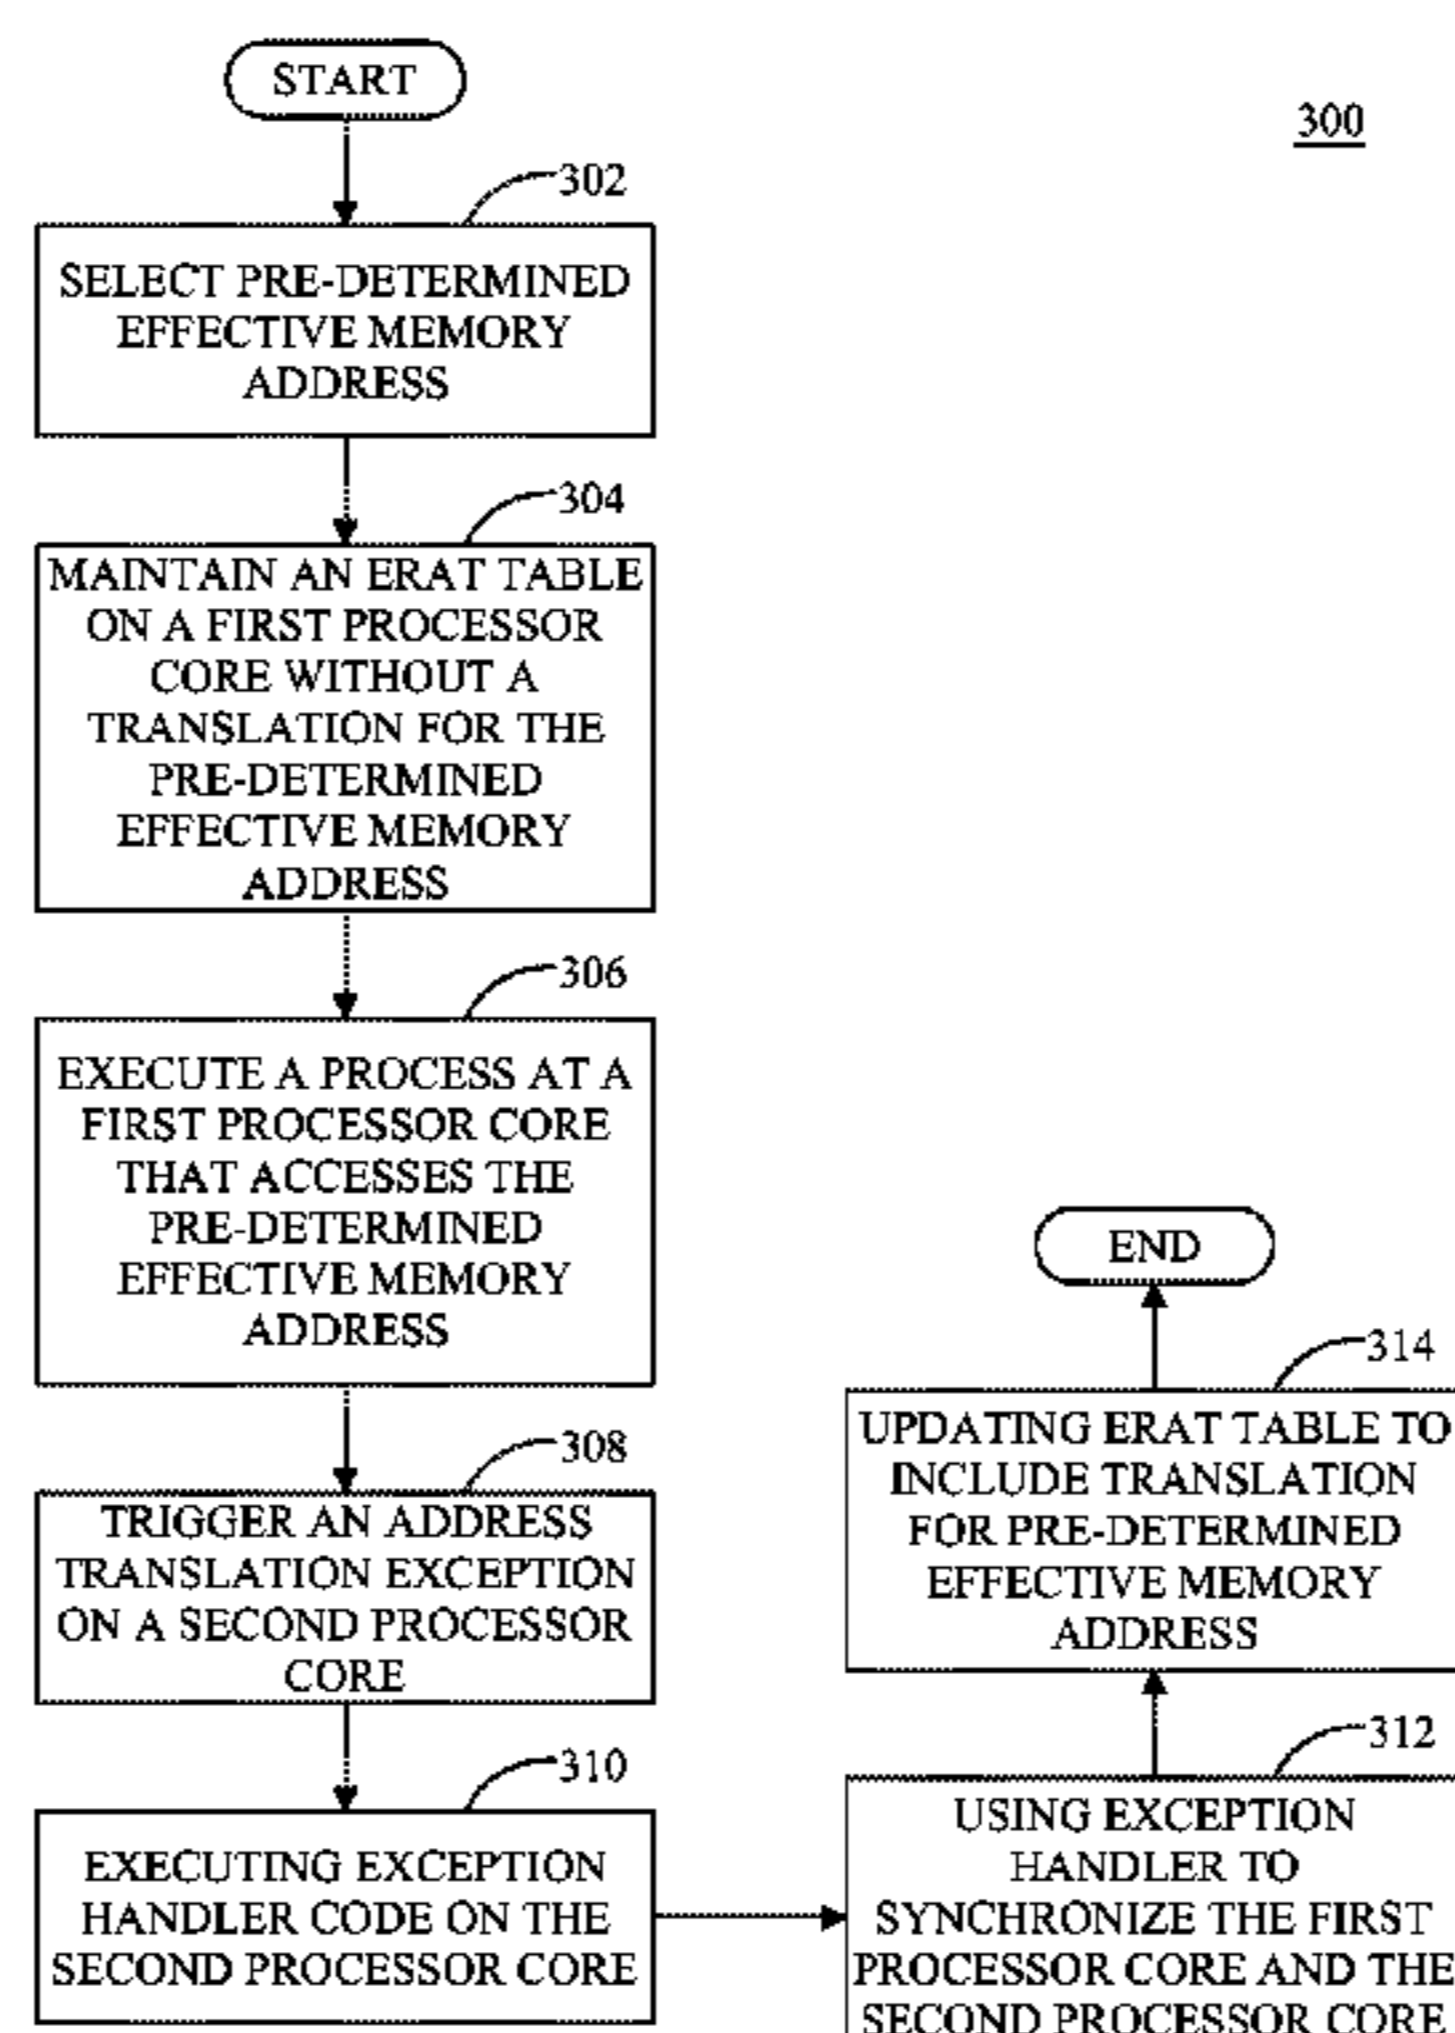 START
300
302
SELECT PRE-DETERMINED
EFFECTIVE MEMORY
ADDRESS
304
MAINTAIN AN ERAT TABLE
ON A FIRST PROCESSOR
CORE WITHOUT A
TRANSLATION FOR THE
PRE-DETERMINED
EFFECTIVE MEMORY
ADDRESS
306
EXECUTE A PROCESS AT A
FIRST PROCESSOR CORE
THAT ACCESSES THE
PRE-DETERMINED
EFFECTIVE MEMORY
ADDRESS
308
TRIGGER AN ADDRESS
TRANSLATION EXCEPTION
ON A SECOND PROCESSOR
CORE
310
EXECUTING EXCEPTION
HANDLER CODE ON THE
SECOND PROCESSOR CORE
312
USING EXCEPTION
HANDLER TO
SYNCHRONIZE THE FIRST
PROCESSOR CORE AND THE
SECOND PROCESSOR CORE
314
UPDATING ERAT TABLE TO
INCLUDE TRANSLATION
FOR PRE-DETERMINED
EFFECTIVE MEMORY
ADDRESS
END